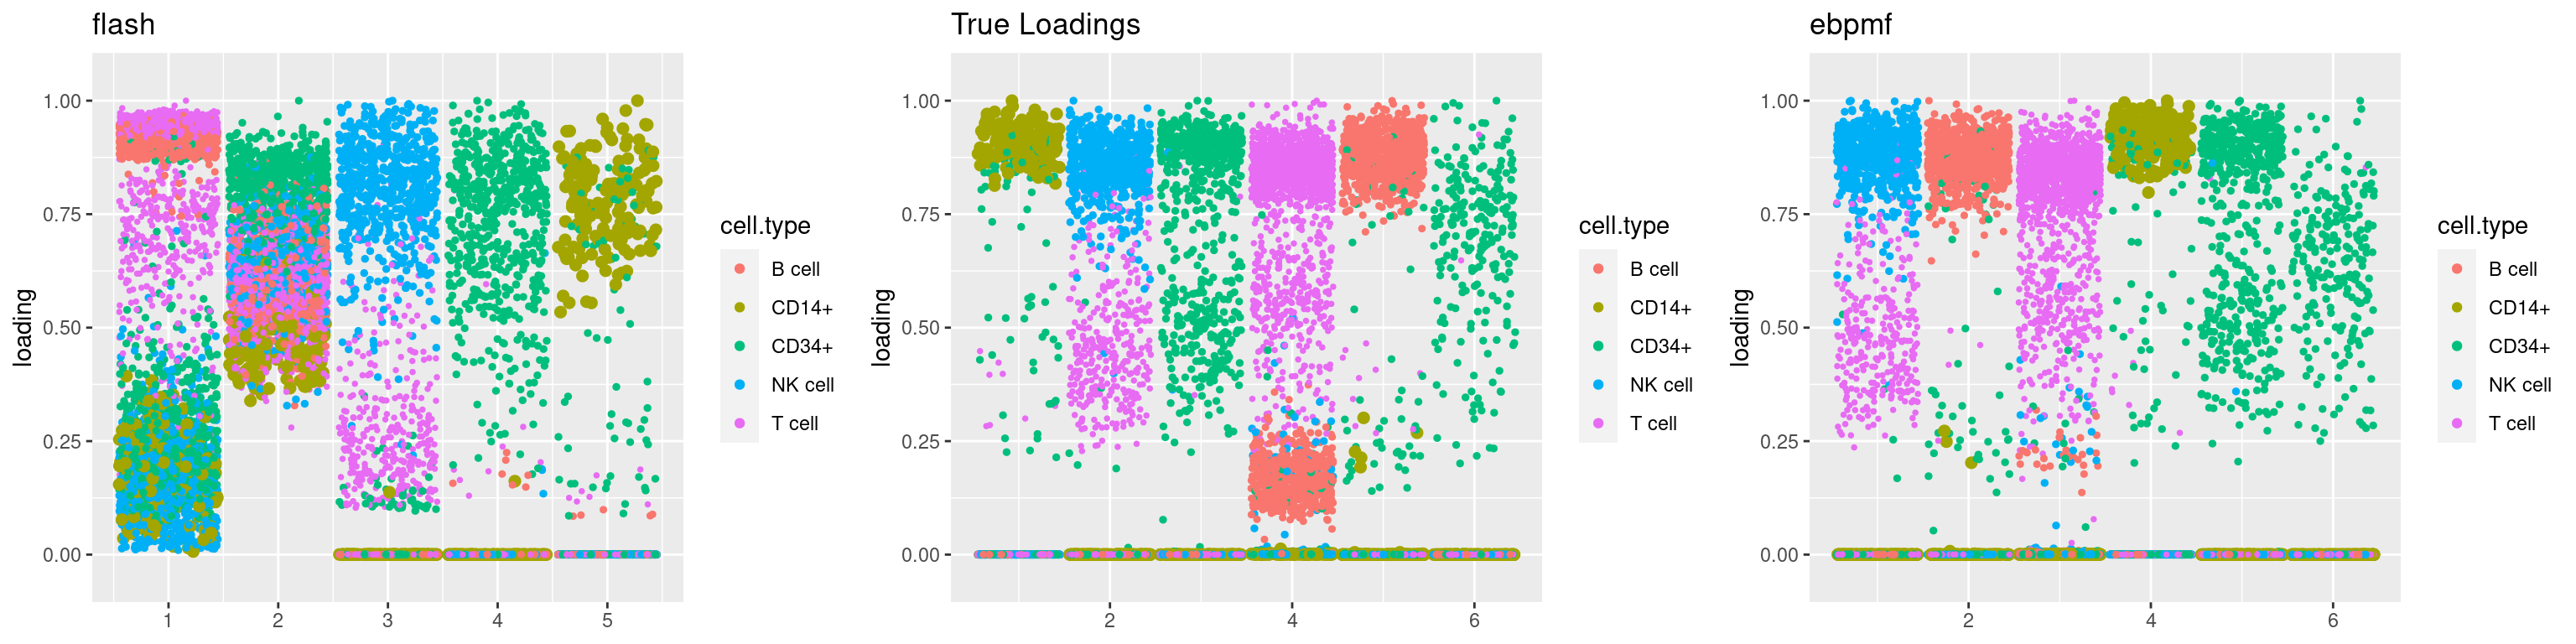 flash
loading
1.00
0.75
0.50
0.25
0.00
1 2 3 4 5
cell.type
B cell
CD14+
CD34+
NK cell
T cell
True Loadings
loading
1.00
0.75
0.50
0.25
0.00
2 4 6
cell.type
B cell
CD14+
CD34+
NK cell
T cell
ebpmf
loading
1.00
0.75
0.50
0.25
0.00
2 4 6
cell.type
B cell
CD14+
CD34+
NK cell
T cell